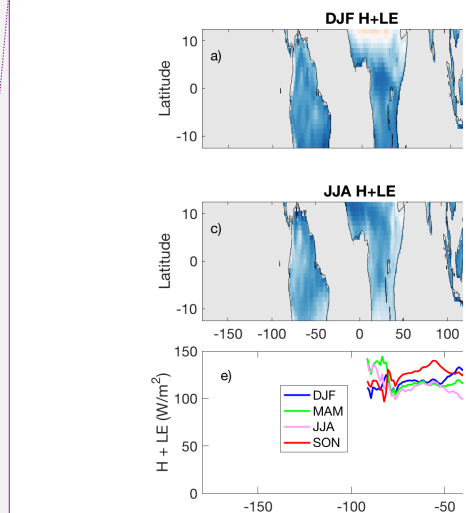 DJF H+LE
10
a)
0
Latitude
-10
JJA H+LE
10
c)
0
Latitude
-10
-150 -100 -50 0 50 100
150
e)
100
H + LE (W/m²)
DJF
MAM
JJA
SON
50
0
-150 -100 -50